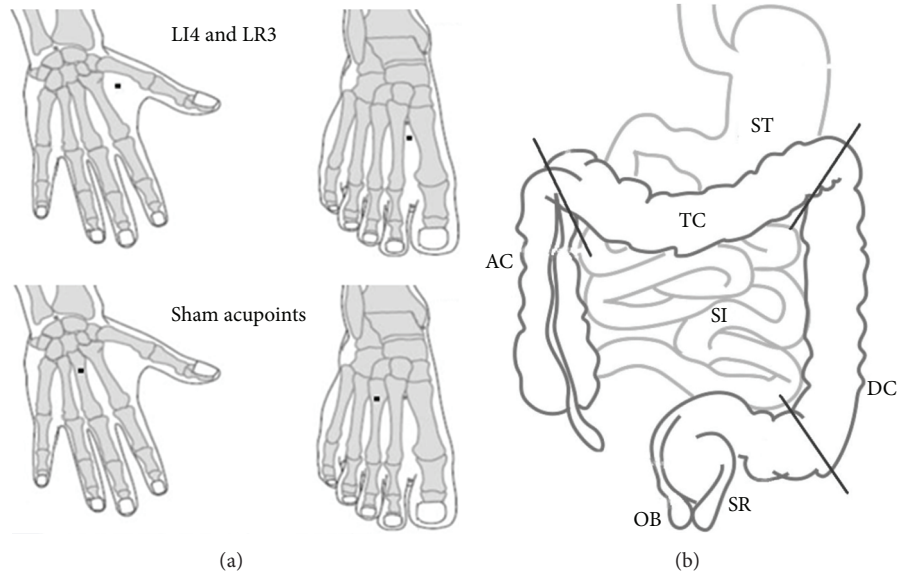 LI4 and LR3
Sham acupoints
(a)
ST
TC
AC
SI
DC
OB
SR
(b)